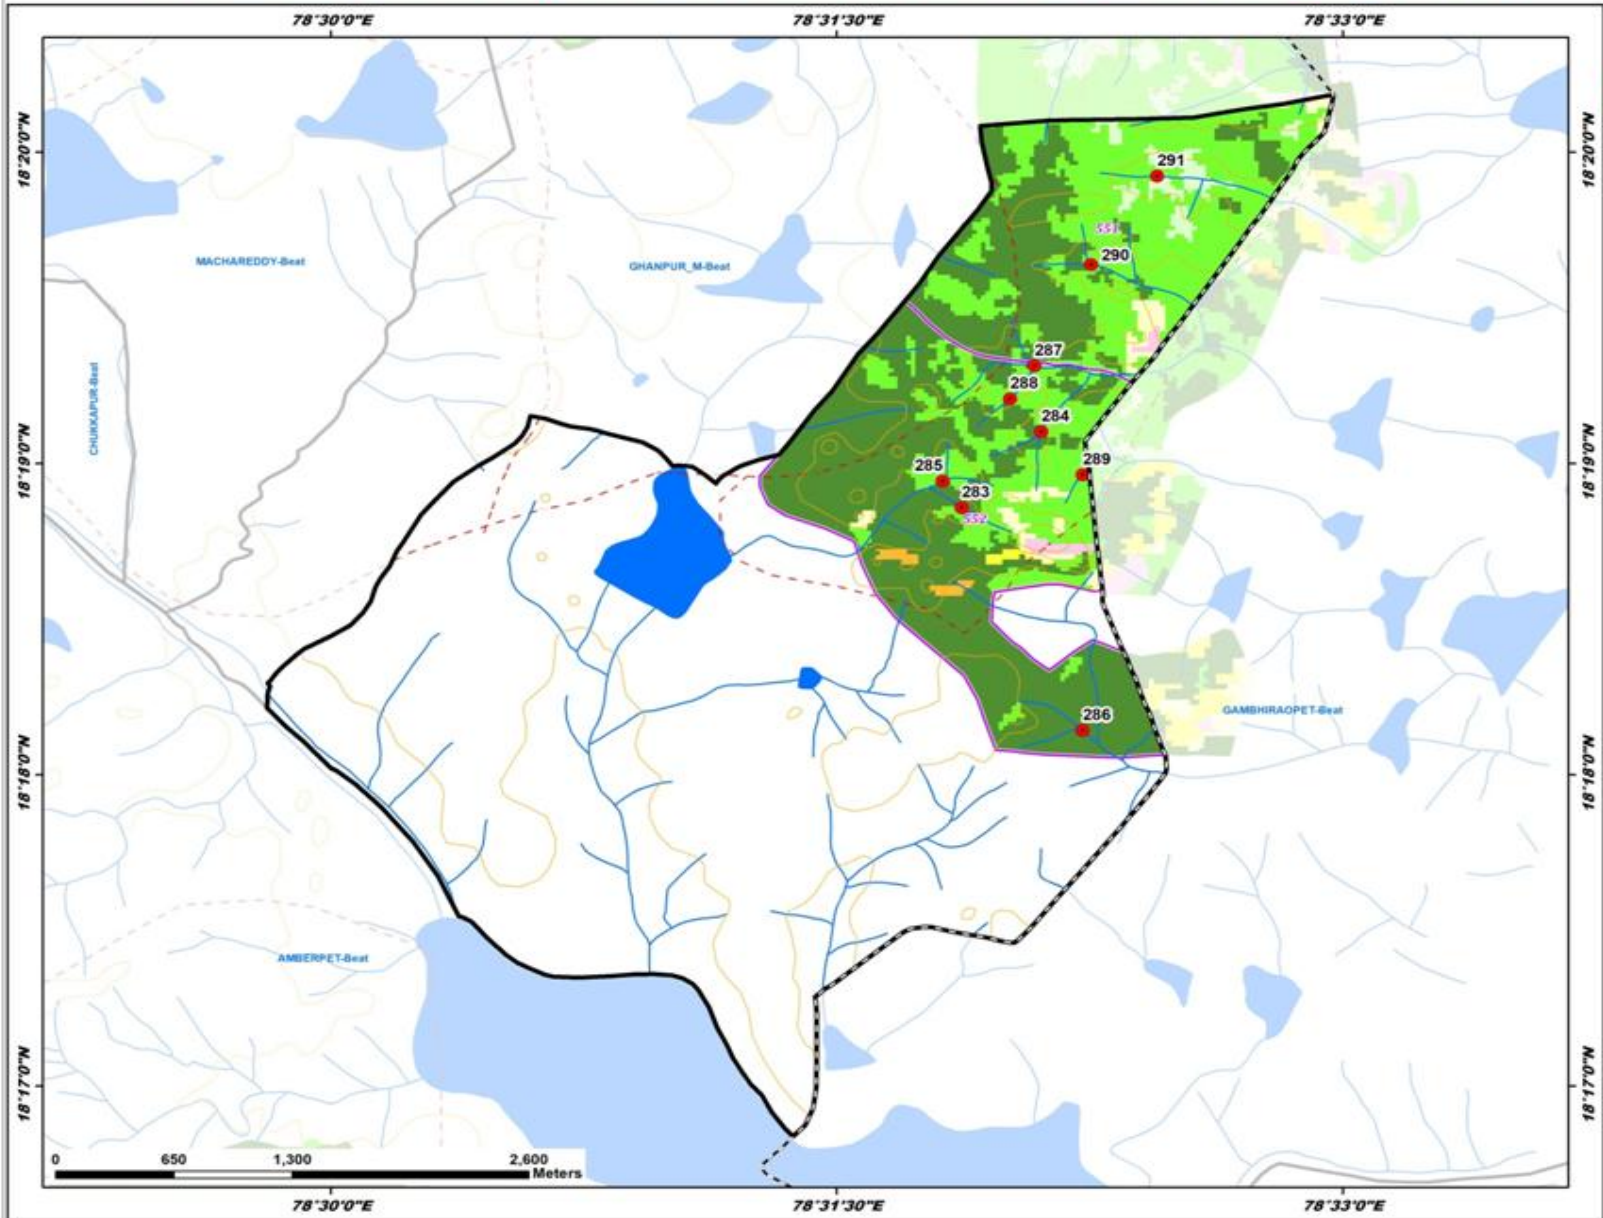 78°30'0"E
78°31'30"E
78°33'0"E
18°20'0"N
18°20'0"N
291
551
290
MACHAREDDY-Beat
GHANPUR_M-Beat
287
288
CHUKKAPUR-Beat
284
18°19'0"N
18°19'0"N
285
289
283
552
286
GAMBHIRAOPET-Beat
18°18'0"N
18°18'0"N
AMBERPET-Beat
18°17'0"N
18°17'0"N
0 650 1,300 2,600
Meters
78°30'0"E
78°31'30"E
78°33'0"E